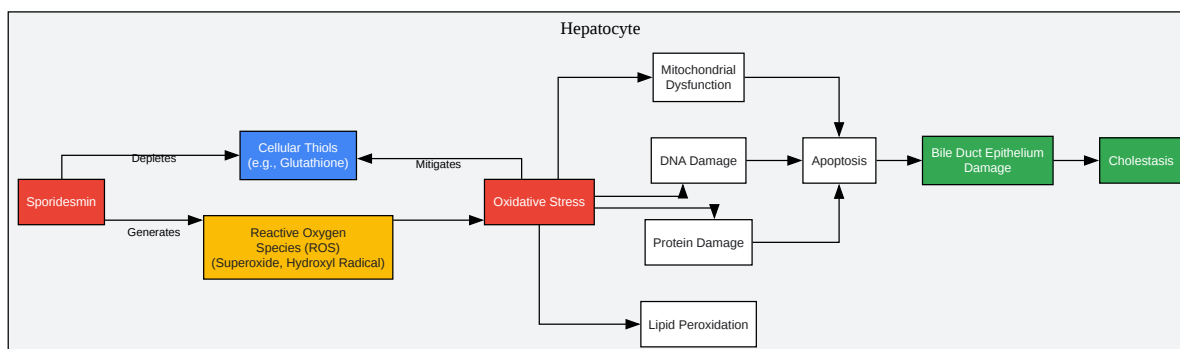 Hepatocyte
Mitochondrial
Dysfunction
Cellular Thiols
(e.g., Glutathione)
Depletes
Mitigates
DNA Damage
Apoptosis
Bile Duct Epithelium
Damage
Cholestasis
Sporidesmin
Oxidative Stress
Generates
Reactive Oxygen
Species (ROS)
(Superoxide, Hydroxyl Radical)
Protein Damage
Lipid Peroxidation